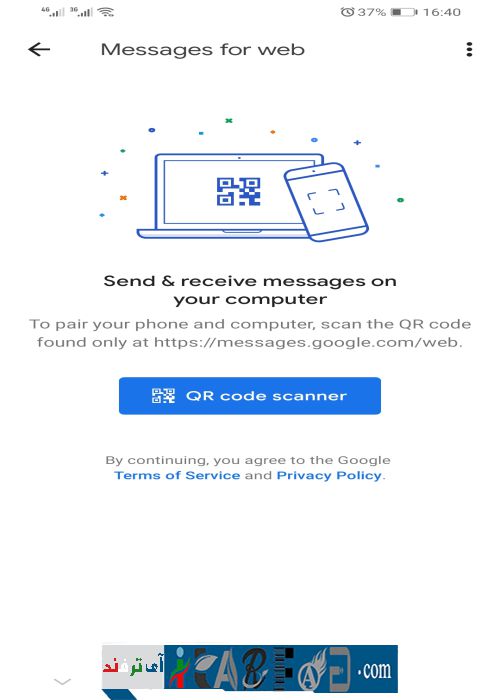 4G 3G 37% 16:40
Messages for web
Send & receive messages on
your computer
To pair your phone and computer, scan the QR code
found only at https://messages.google.com/web.
QR code scanner
By continuing, you agree to the Google
Terms of Service and Privacy Policy.
آی ترفند
.com